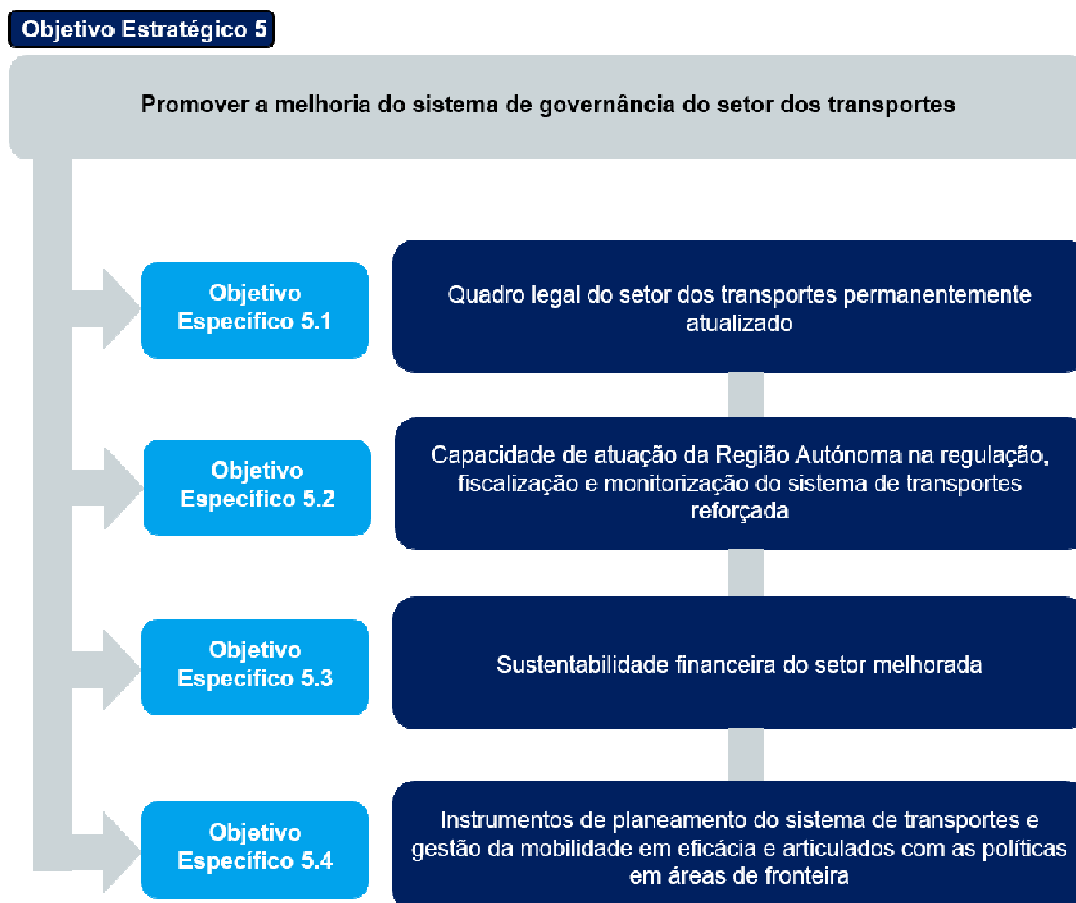 Objetivo Estratégico 5
Promover a melhoria do sistema de governância do setor dos transportes
Objetivo
Específico 5.1
Quadro legal do setor dos transportes permanentemente
atualizado
Objetivo
Específico 5.2
Capacidade de atuação da Região Autónoma na regulação,
fiscalização e monitorização do sistema de transportes
reforçada
Objetivo
Específico 5.3
Sustentabilidade financeira do setor melhorada
Objetivo
Específico 5.4
Instrumentos de planeamento do sistema de transportes e
gestão da mobilidade em eficácia e articulados com as políticas
em áreas de fronteira